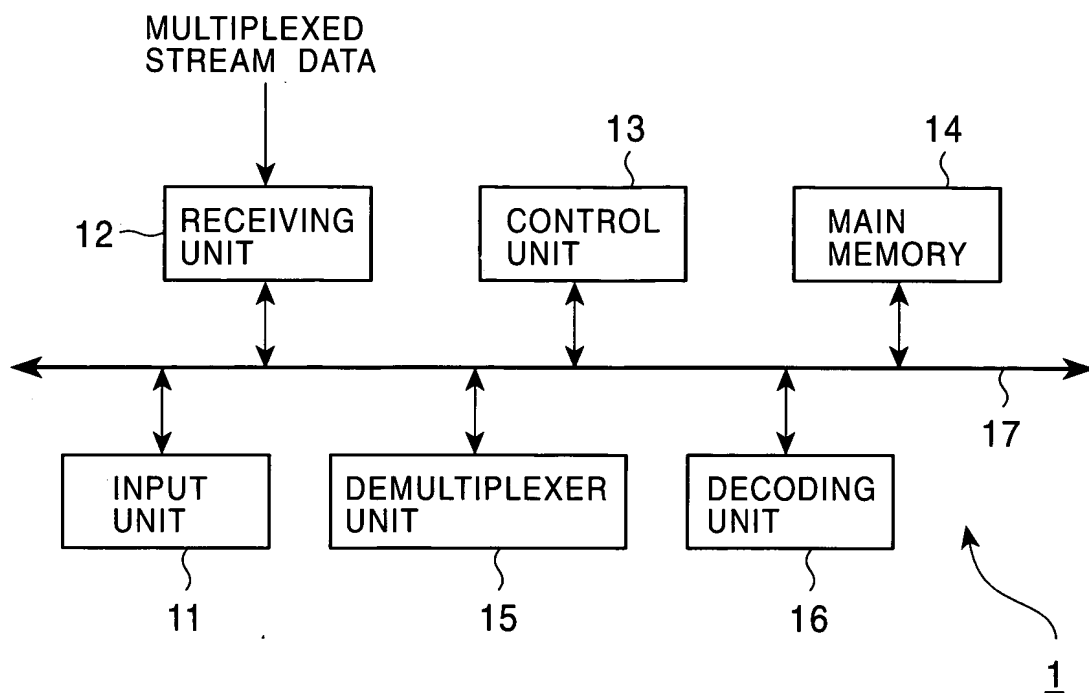 MULTIPLEXED
STREAM DATA
13
14
12
RECEIVING
UNIT
CONTROL
UNIT
MAIN
MEMORY
17
INPUT
UNIT
DEMULTIPLEXER
UNIT
DECODING
UNIT
11
15
16
1